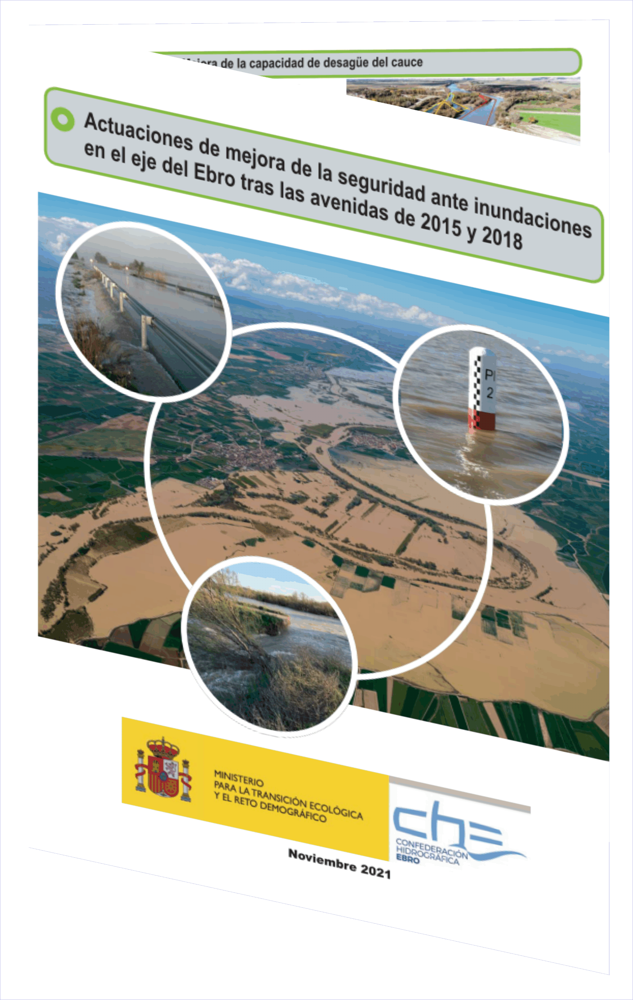 de la capacidad de desagüe del cauce
Actuaciones de mejora de la seguridad ante inundaciones
en el eje del Ebro tras las avenidas de 2015 y 2018
PI
2
MINISTERIO
PARA LA TRANSICIÓN ECOLÓGICA
Y EL RETO DEMOGRÁFICO
che
CONFEDERACIÓN
HIDROGRÁFICA
EBRO
Noviembre 2021